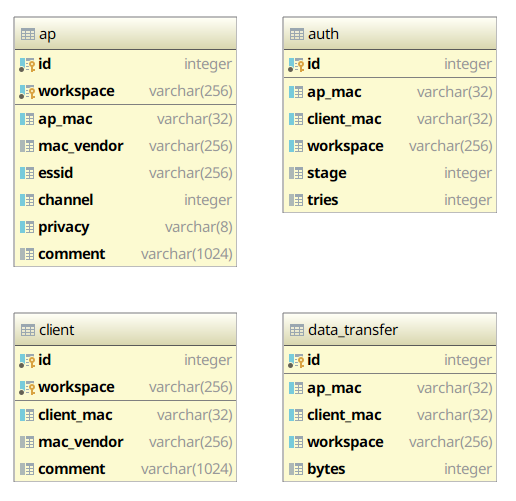 ap
id integer
workspace varchar(256)
ap_mac varchar(32)
mac_vendor varchar(256)
essid varchar(256)
channel integer
privacy varchar(8)
comment varchar(1024)
auth
id integer
ap_mac varchar(32)
client_mac varchar(32)
workspace varchar(256)
stage integer
tries integer
client
id integer
workspace varchar(256)
client_mac varchar(32)
mac_vendor varchar(256)
comment varchar(1024)
data_transfer
id integer
ap_mac varchar(32)
client_mac varchar(32)
workspace varchar(256)
bytes integer